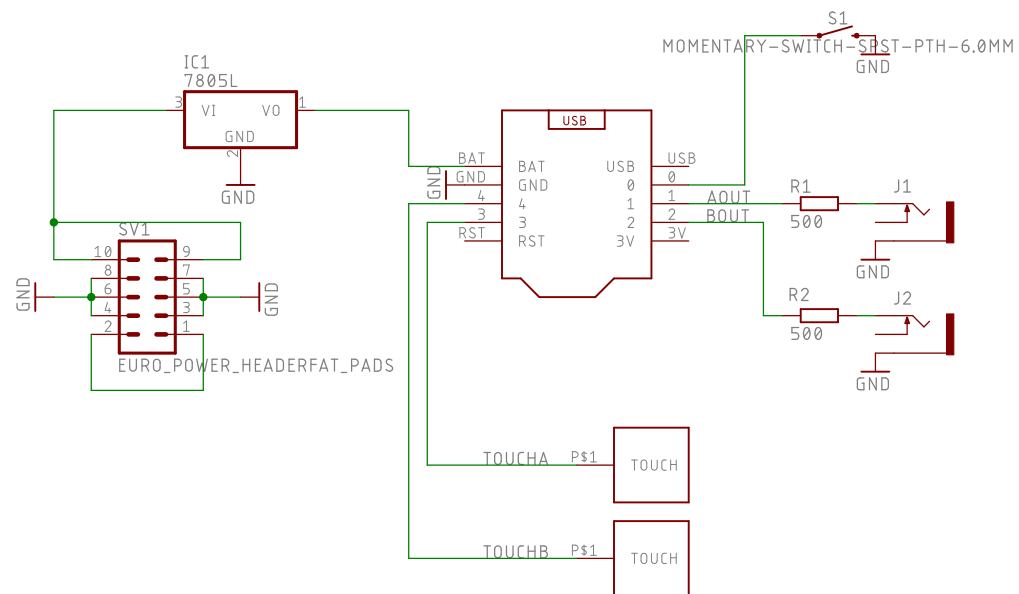 S1
MOMENTARY-SWITCH-SPST-PTH-6.0MM
GND
IC1
7805L
3 VI VO 1
GND
2
GND
USB
BAT BAT USB USB
GND GND GND 0 0
4 4 1 1 AOUT
3 3 2 2 BOUT
RST RST 3V 3V
R1
500
J1
GND
SV1
10 9
8 7
GND 6 5 GND
4 3
2 1
EURO_POWER_HEADERFAT_PADS
R2
500
J2
GND
TOUCHA P$1 TOUCH
TOUCHB P$1 TOUCH